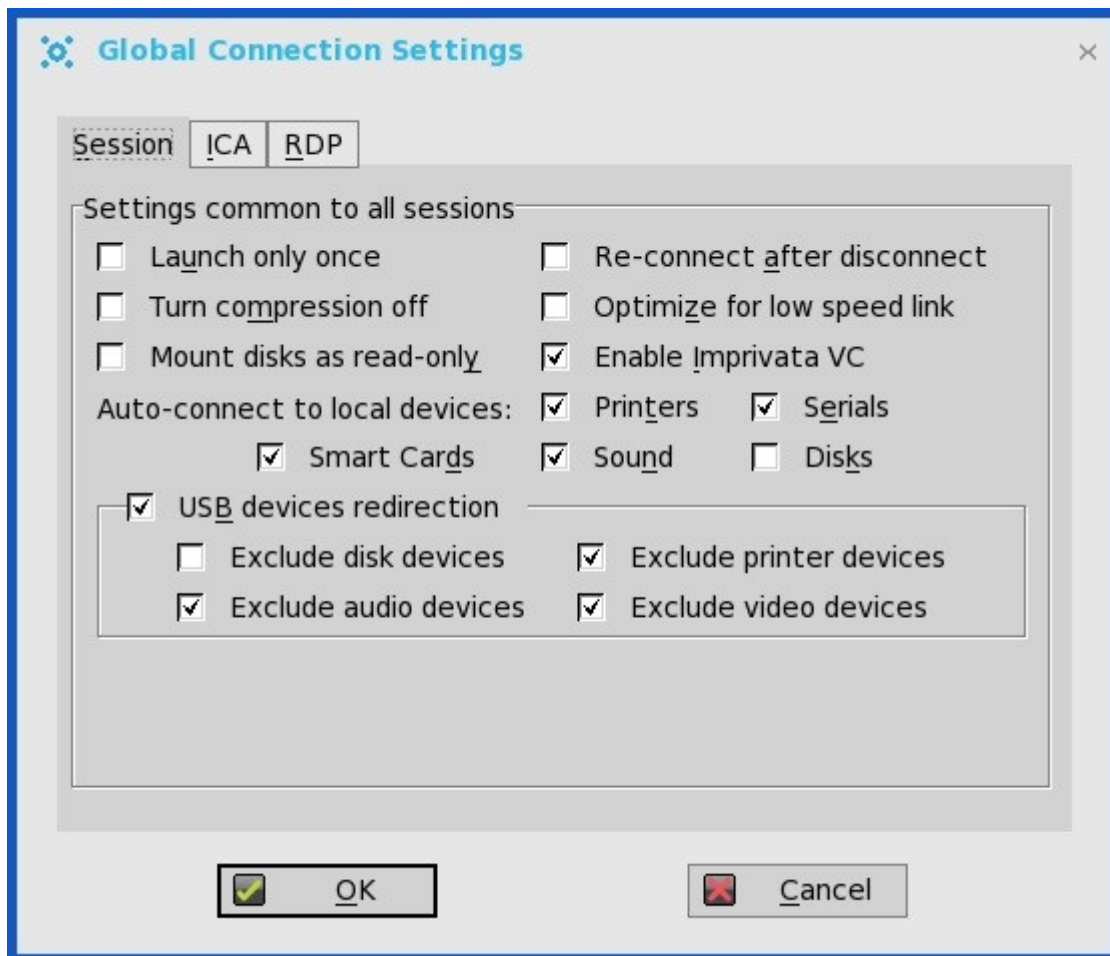 Global Connection Settings
Session ICA RDP
Settings common to all sessions
Launch only once Re-connect after disconnect
Turn compression off Optimize for low speed link
Mount disks as read-only Enable Imprivata VC
Auto-connect to local devices: Printers Serials
Smart Cards Sound Disks
USB devices redirection
Exclude disk devices Exclude printer devices
Exclude audio devices Exclude video devices
OK Cancel